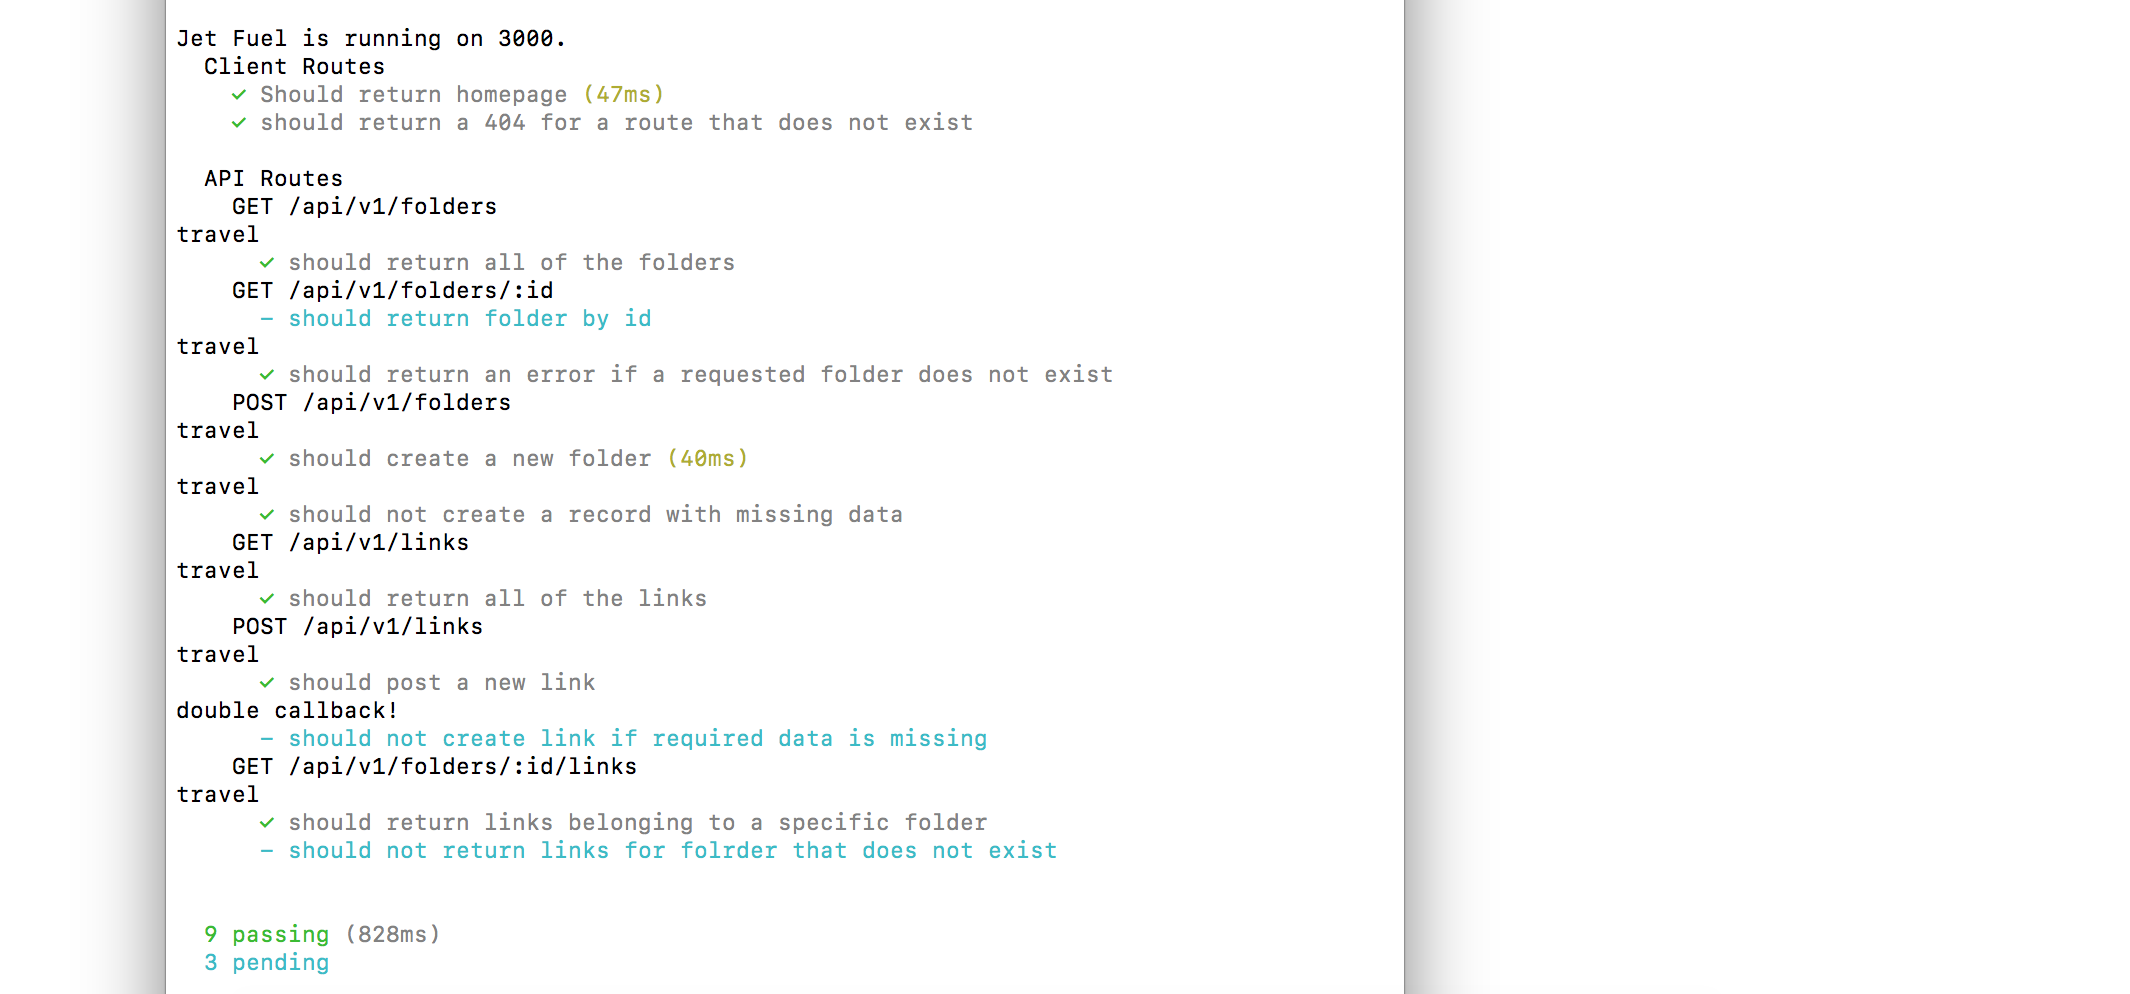 Jet Fuel is running on 3000.
Client Routes
✓ Should return homepage (47ms)
✓ should return a 404 for a route that does not exist
API Routes
GET /api/v1/folders
travel
✓ should return all of the folders
GET /api/v1/folders/:id
– should return folder by id
travel
✓ should return an error if a requested folder does not exist
POST /api/v1/folders
travel
✓ should create a new folder (40ms)
travel
✓ should not create a record with missing data
GET /api/v1/links
travel
✓ should return all of the links
POST /api/v1/links
travel
✓ should post a new link
double callback!
– should not create link if required data is missing
GET /api/v1/folders/:id/links
travel
✓ should return links belonging to a specific folder
– should not return links for folrder that does not exist
9 passing (828ms)
3 pending